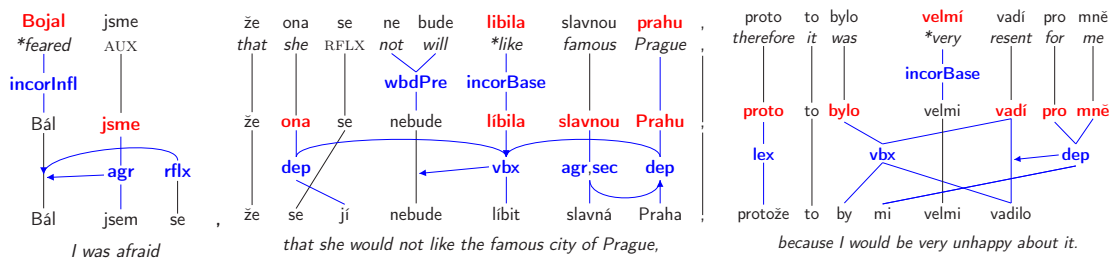 Bojal jsme že ona se ne bude libila slavnou prahu , proto to bylo velmí vadí pro mně
*feared AUX that she RFLX not will *like famous Prague , therefore it was *very resent for me
incorInfl wbdPre incorBase incorBase
Bál jsme že ona se nebude líbila slavnou Prahu , proto to bylo velmi vadí pro mně
agr rflx dep vbx agr,sec dep lex vbx dep
Bál jsem se , že se jí nebude líbit slavná Praha , protože to by mi velmi vadilo
I was afraid that she would not like the famous city of Prague, because I would be very unhappy about it.